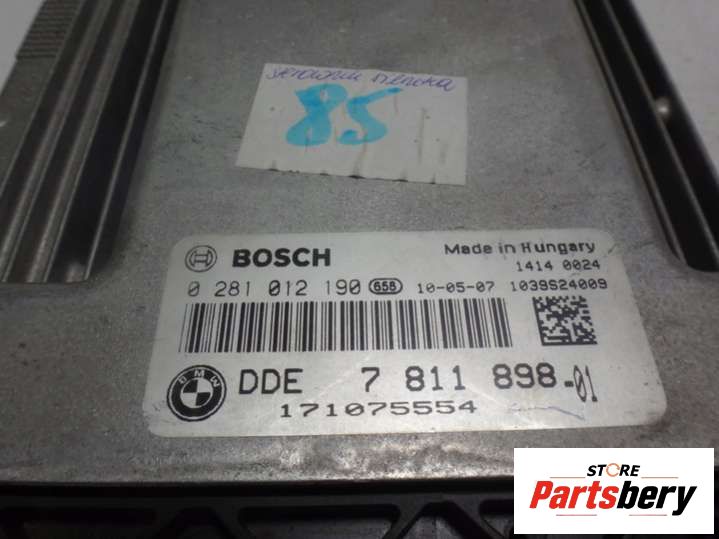 85
BOSCH
Made in Hungary
1414 0024
0 281 012 190 658 10-05-07 1039S24009
BMW DDE 7 811 898-01
171075554
STORE
Partsbery